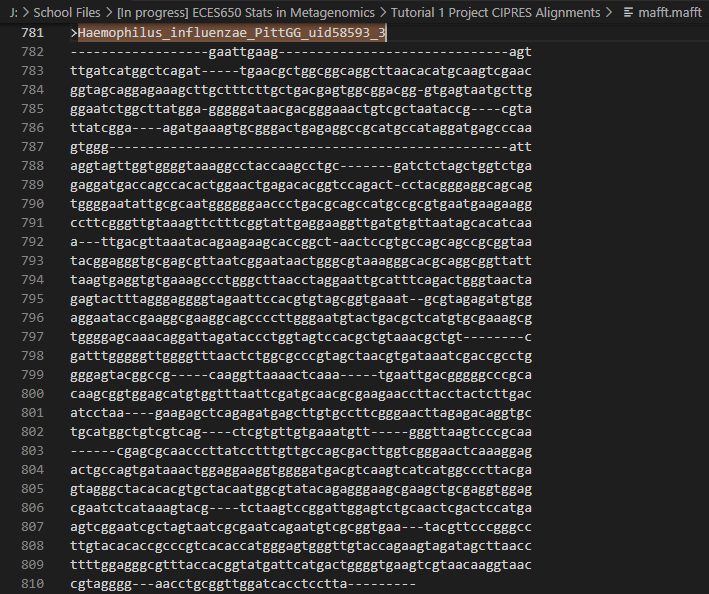 J: > School Files > [In progress] ECES650 Stats in Metagenomics > Tutorial 1 Project CIPRES Alignments > mafft.mafft
781 >Haemophilus_influenzae_PittGG_uid58593_3
782 -----------------gaattgaag----------------------------agt
783 ttgatcatggctcagat-----tgaacgctggcggcaggcttaacacatgcaagtcgaac
784 ggtagcaggagaaagcttgctttcttgctgacgagtggcggacgg-gtgagtaatgcttg
785 ggaatctggcttatgga-gggggataacgacgggaaactgtcgctaataccg----cgta
786 ttatcgga----agatgaaagtgcgggactgagaggccgcatgccataggatgagcccaa
787 gtggg----------------------------------------------------att
788 aggtagttggtggggtaaaggcctaccaagcctgc-------gatctctagctggtctga
789 gaggatgaccagccacactggaactgagacacggtccagact-cctacgggaggcagcag
790 tggggaatattgcgcaatggggggaaccctgacgcagccatgccgcgtgaatgaagaagg
791 ccttcgggttgtaaagttctttcggtattgaggaaggttgatgtgttaatagcacatcaa
792 a---ttgacgttaaatacagaagaagcaccggct-aactccgtgccagcagccgcggtaa
793 tacggagggtgcgagcgttaatcggaataactgggcgtaaagggcacgcaggcggttatt
794 taagtgaggtgtgaaagccctgggcttaacctaggaattgcatttcagactgggtaacta
795 gagtactttagggaggggtagaattccacgtgtagcggtgaaat--gcgtagagatgtgg
796 aggaataccgaaggcgaaggcagccccttgggaatgtactgacgctcatgtgcgaaagcg
797 tggggagcaaacaggattagataccctggtagtccacgctgtaaacgctgt--------c
798 gatttgggggttggggtttaactctggcgcccgtagctaacgtgataaatcgaccgcctg
799 gggagtacggccg-----caaggttaaaactcaaa----tgaattgacgggggcccgca
800 caagcggtggagcatgtggtttaattcgatgcaacgcgaagaaccttacctactcttgac
801 atcctaa----gaagagctcagagatgagcttgtgccttcgggaacttagagacaggtgc
802 tgcatggctgtcgtcag----ctcgtgttgtgaaatgtt-----gggttaagtcccgcaa
803 ------cgagcgcaacccttatcctttgttgccagcgacttggtcgggaactcaaaggag
804 actgccagtgataaactggaggaaggtggggatgacgtcaagtcatcatggcccttacga
805 gtagggctacacacgtgctacaatggcgtatacagagggaagcgaagctgcgaggtggag
806 cgaatctcataaagtacg----tctaagtccggattggagtctgcaactcgactccatga
807 agtcggaatcgctagtaatcgcgaatcagaatgtcgcggtgaa---tacgttcccgggcc
808 ttgtacacaccgcccgtcacaccatgggagtgggttgtaccagaagtagatagcttaacc
809 ttttggagggcgtttaccacggtatgattcatgactggggtgaagtcgtaacaaggtaac
810 cgtagggg---aacctgcggttggatcacctcctta---------